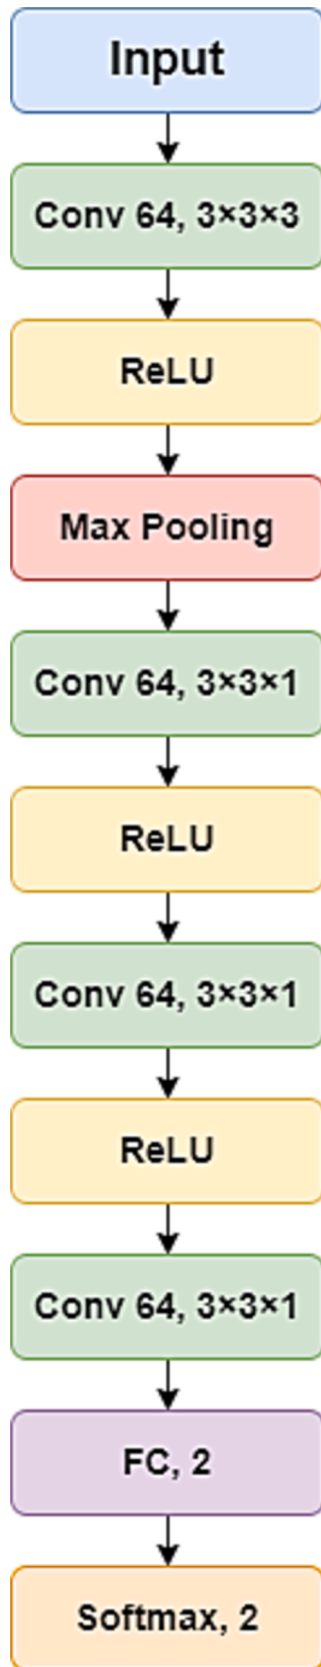 Input
Conv 64, 3×3×3
ReLU
Max Pooling
Conv 64, 3×3×1
ReLU
Conv 64, 3×3×1
ReLU
Conv 64, 3×3×1
FC, 2
Softmax, 2